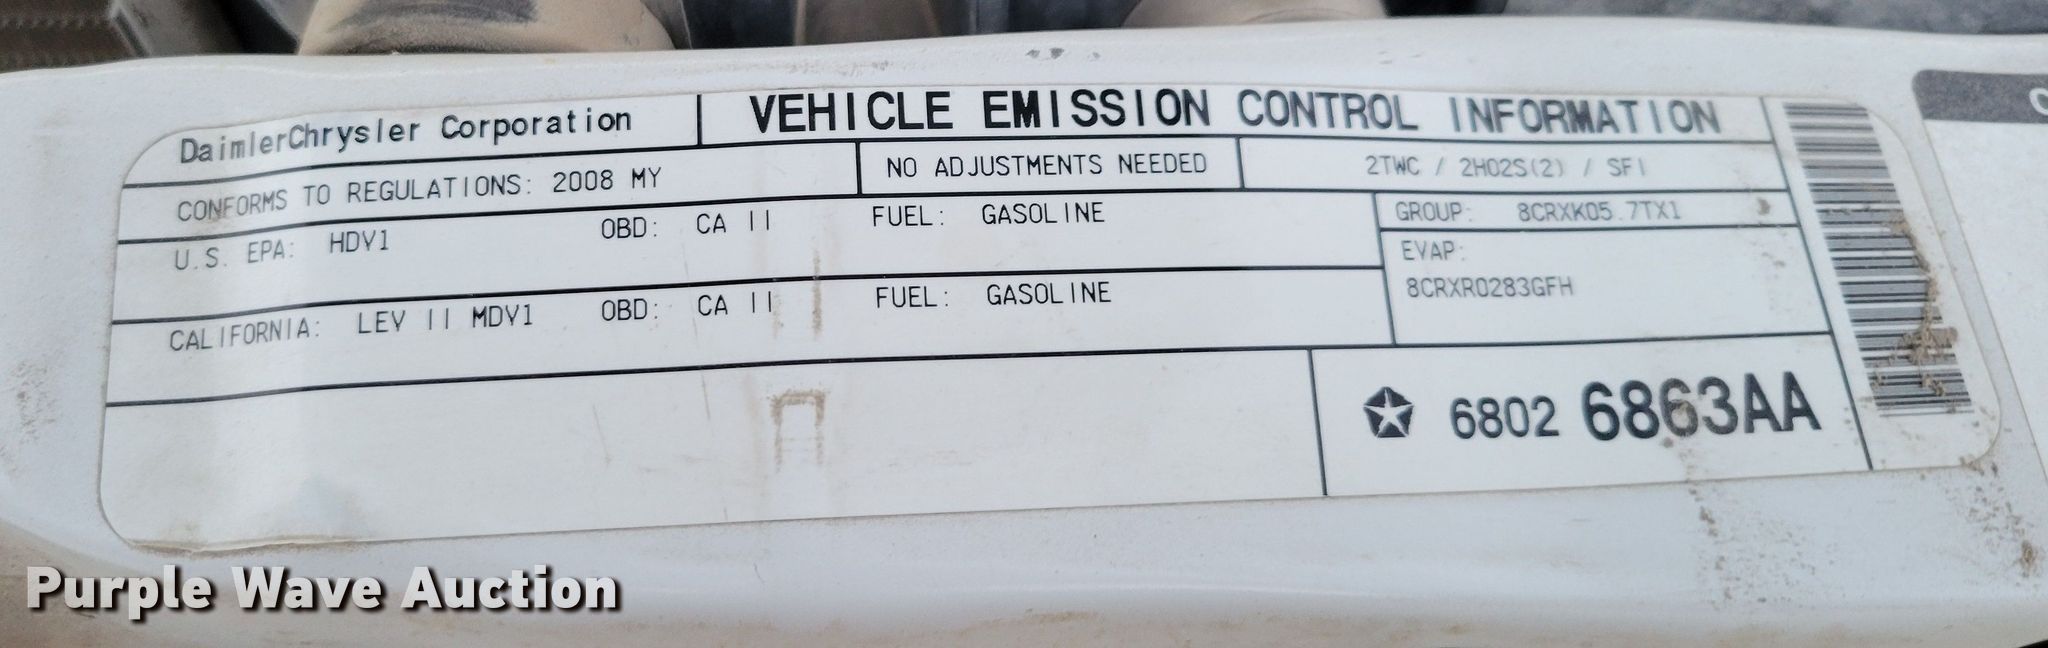 DaimlerChrysler Corporation
VEHICLE EMISSION CONTROL INFORMATION
CONFORMS TO REGULATIONS: 2008 MY
NO ADJUSTMENTS NEEDED
2TWC / 2HO2S(2) / SFI
U.S. EPA: HDV1 OBD: CA II FUEL: GASOLINE
GROUP: 8CRXK05.7TX1
EVAP:
8CRXR0283GFH
CALIFORNIA: LEV II MDV1 OBD: CA II FUEL: GASOLINE
6802 6863AA
Purple Wave Auction